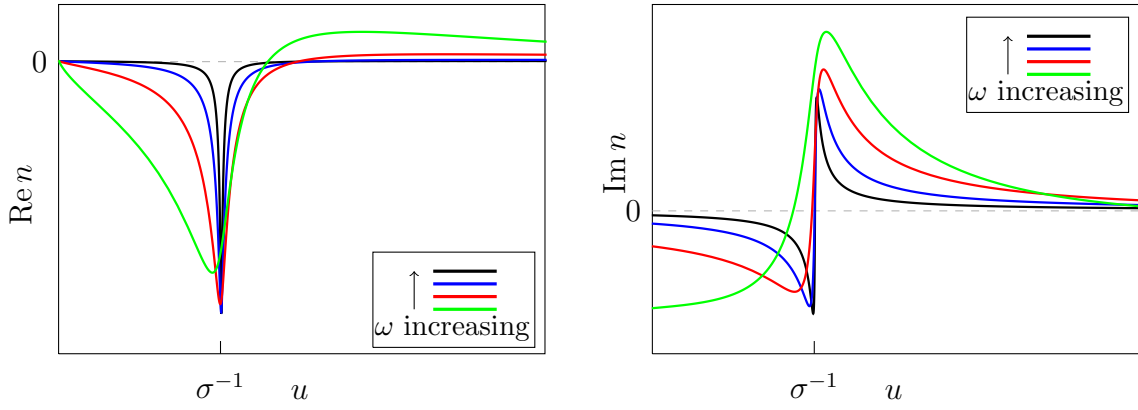 0
Re n
ω increasing
σ⁻¹
u
Im n
0
ω increasing
σ⁻¹
u